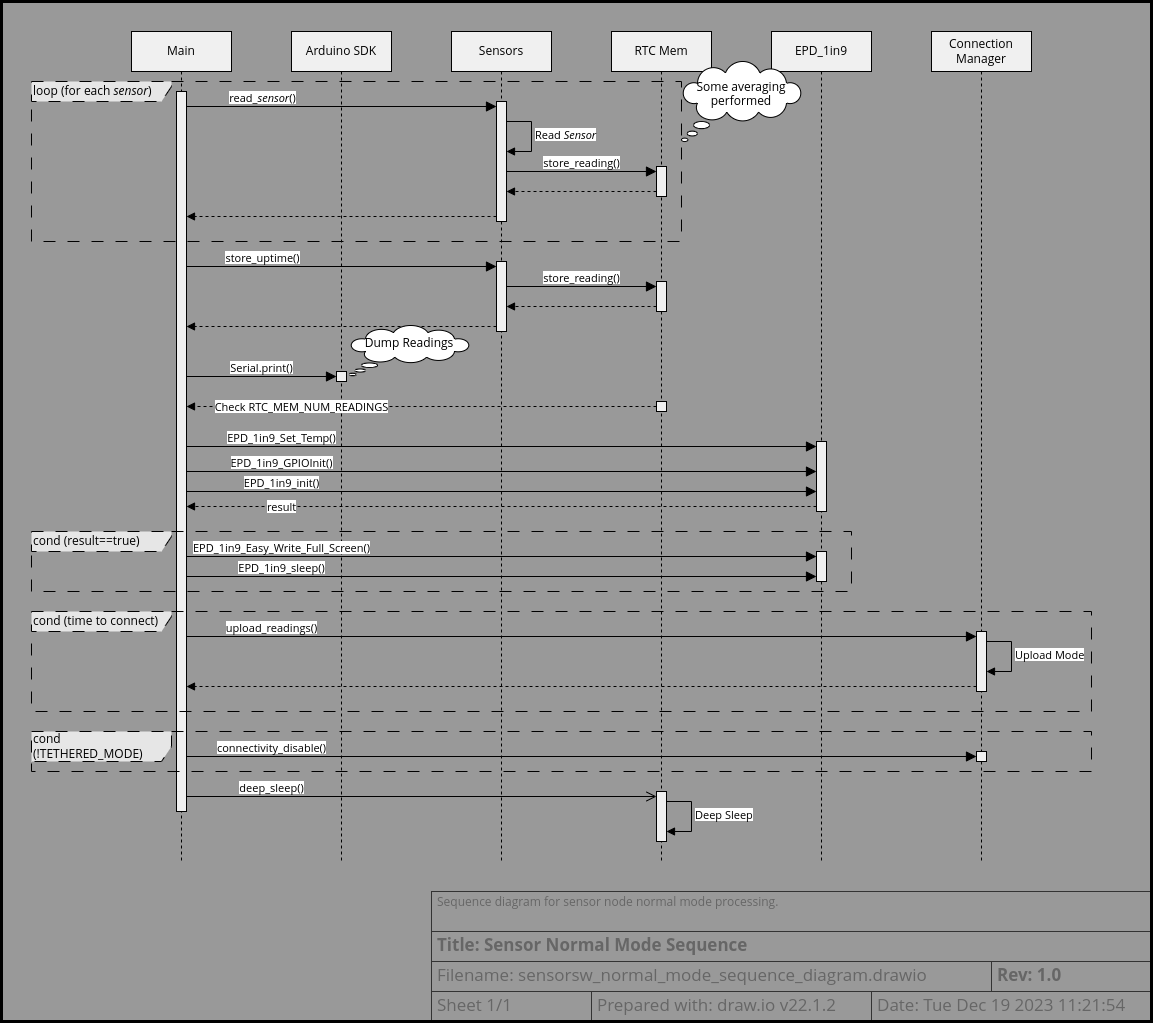 Main
Arduino SDK
Sensors
RTC Mem
EPD_1in9
Connection
Manager
loop (for each sensor)
Some averaging
performed
read_sensor()
Read Sensor
store_reading()
store_uptime()
store_reading()
Dump Readings
Serial.print()
Check RTC_MEM_NUM_READINGS
EPD_1in9_Set_Temp()
EPD_1in9_GPIOInit()
EPD_1in9_init()
result
cond (result==true)
EPD_1in9_Easy_Write_Full_Screen()
EPD_1in9_sleep()
cond (time to connect)
upload_readings()
Upload Mode
cond
(!TETHERED_MODE)
connectivity_disable()
deep_sleep()
Deep Sleep
Sequence diagram for sensor node normal mode processing.
Title: Sensor Normal Mode Sequence
Filename: sensorsw_normal_mode_sequence_diagram.drawio
Rev: 1.0
Sheet 1/1
Prepared with: draw.io v22.1.2
Date: Tue Dec 19 2023 11:21:54